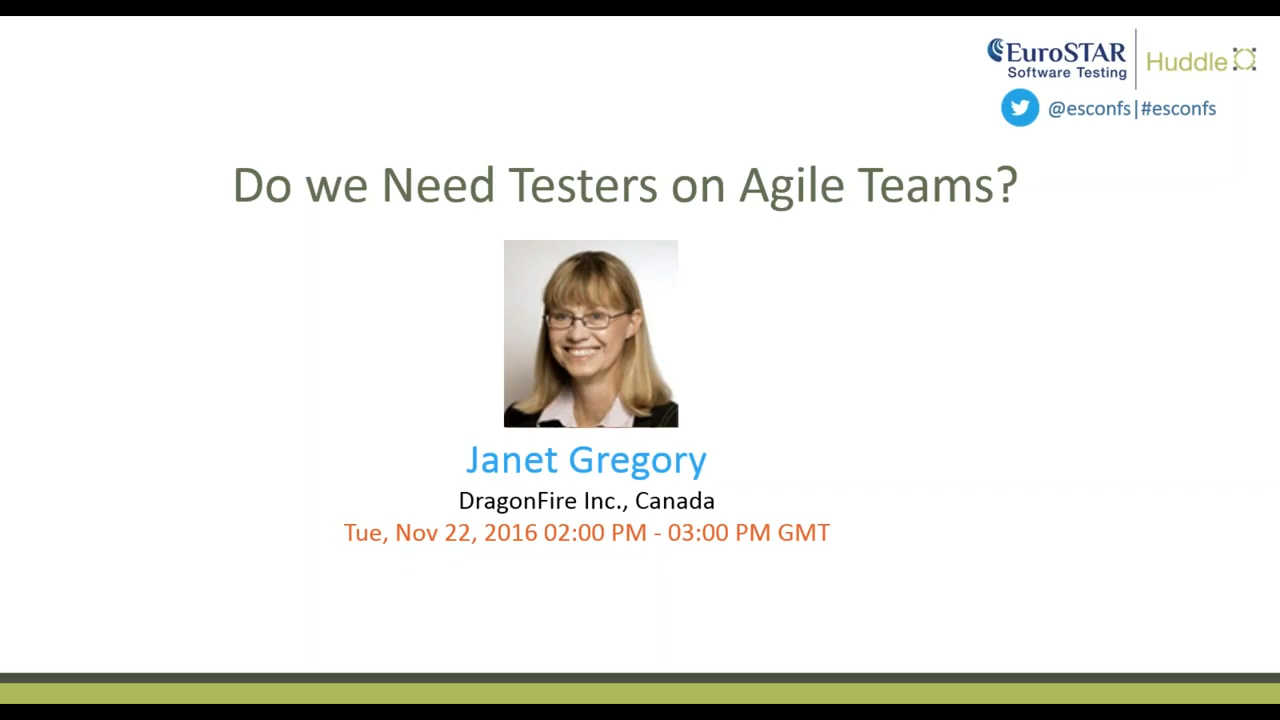 EuroSTAR
Software Testing
Huddle
@esconfs|#esconfs
Do we Need Testers on Agile Teams?
Janet Gregory
DragonFire Inc., Canada
Tue, Nov 22, 2016 02:00 PM - 03:00 PM GMT